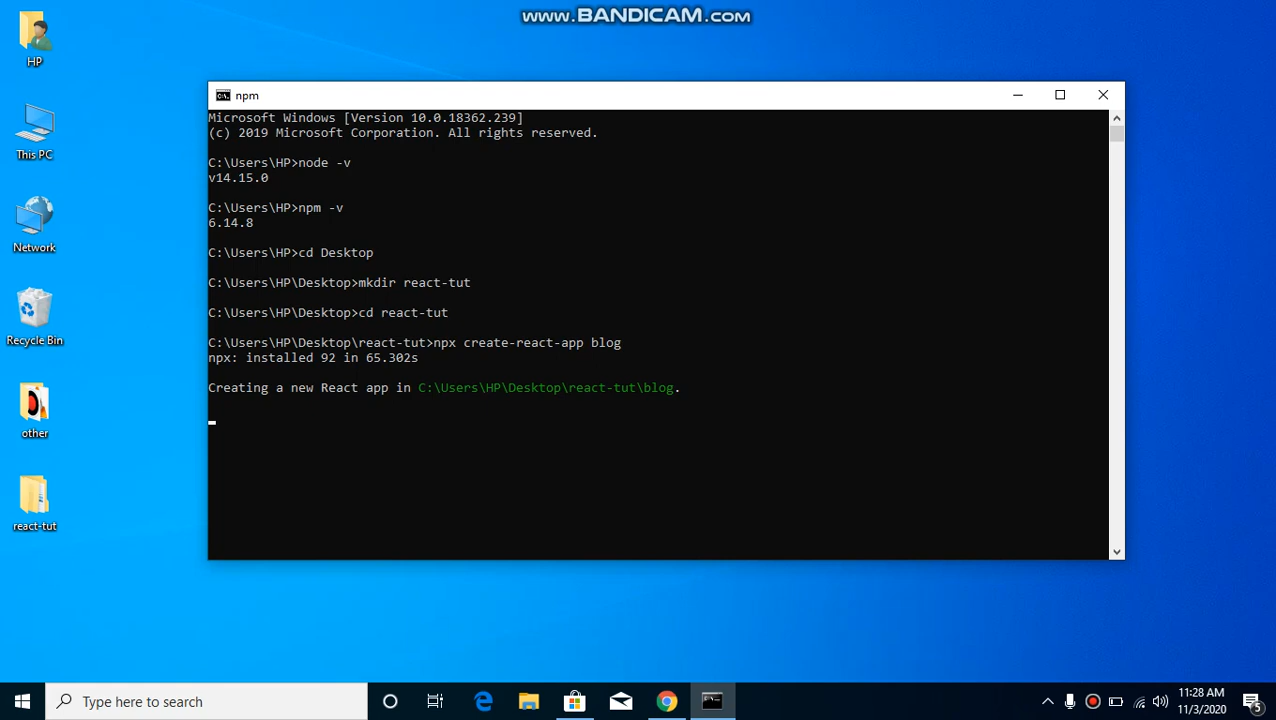 www.BANDICAM.com
HP
This PC
Network
Recycle Bin
other
react-tut
npm
Microsoft Windows [Version 10.0.18362.239]
(c) 2019 Microsoft Corporation. All rights reserved.
C:\Users\HP>node -v
v14.15.0
C:\Users\HP>npm -v
6.14.8
C:\Users\HP>cd Desktop
C:\Users\HP\Desktop>mkdir react-tut
C:\Users\HP\Desktop>cd react-tut
C:\Users\HP\Desktop\react-tut>npx create-react-app blog
npx: installed 92 in 65.302s
Creating a new React app in C:\Users\HP\Desktop\react-tut\blog.
Type here to search
11:28 AM
11/3/2020
5